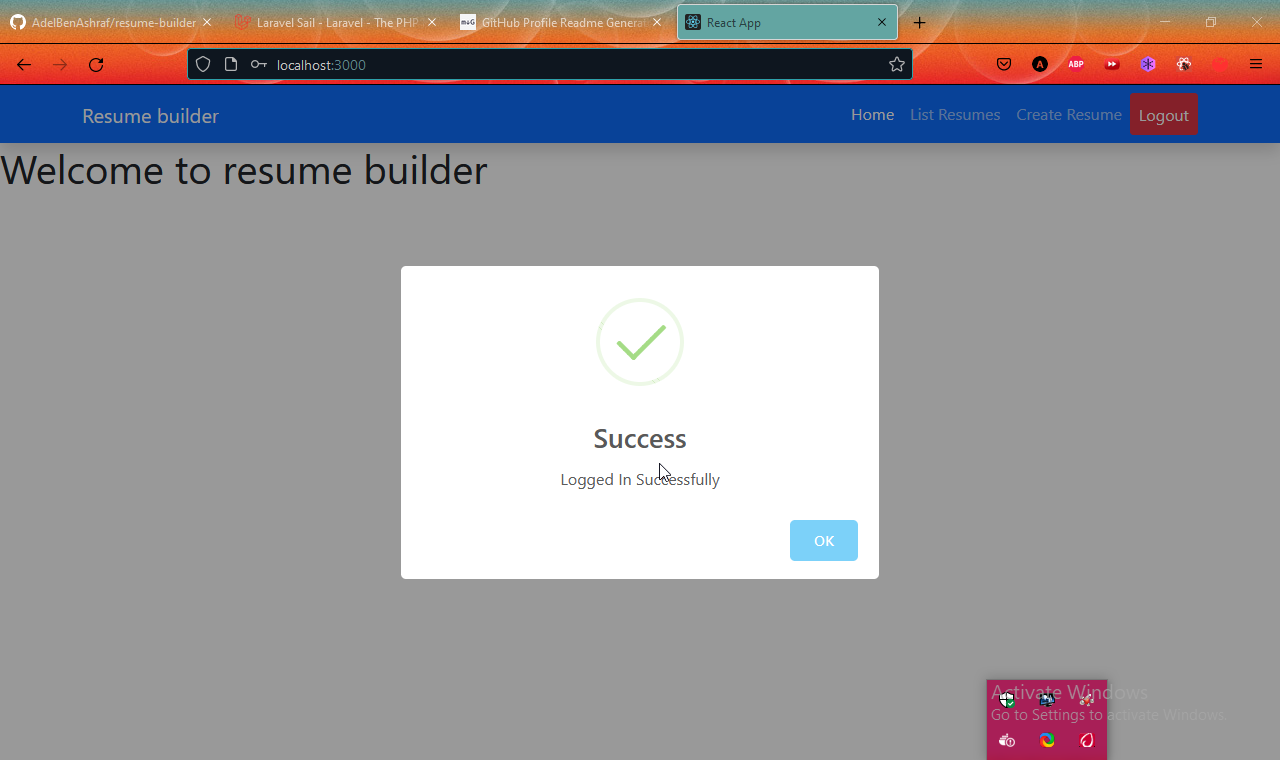 AdelBenAshraf/resume-builder
Laravel Sail - Laravel - The PHP
GitHub Profile Readme Generat
React App
localhost:3000
A
ABP
Resume builder
Home
List Resumes
Create Resume
Logout
Welcome to resume builder
Success
Logged In Successfully
OK
Activate Windows
Go to Settings to activate Windows.